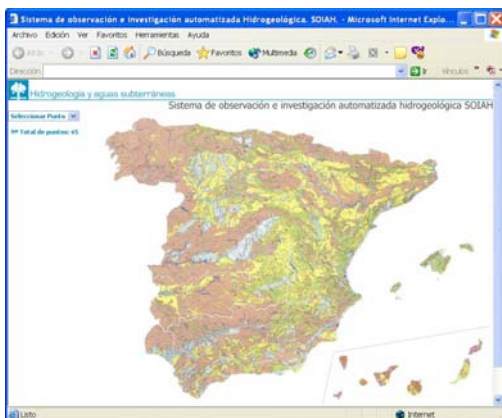 Sistema de observación e investigación automatizada Hidrogeológica. SOIAH. - Microsoft Internet Explo...
Archivo Edición Ver Favoritos Herramientas Ayuda
Atrás Búsqueda Favoritos Multimedia
Dirección Ir Vínculos
Hidrogeología y aguas subterráneas
Sistema de observación e investigación automatizada hidrogeológica SOIAH
Seleccionar Punto
Nº Total de puntos: 45
Listo Internet